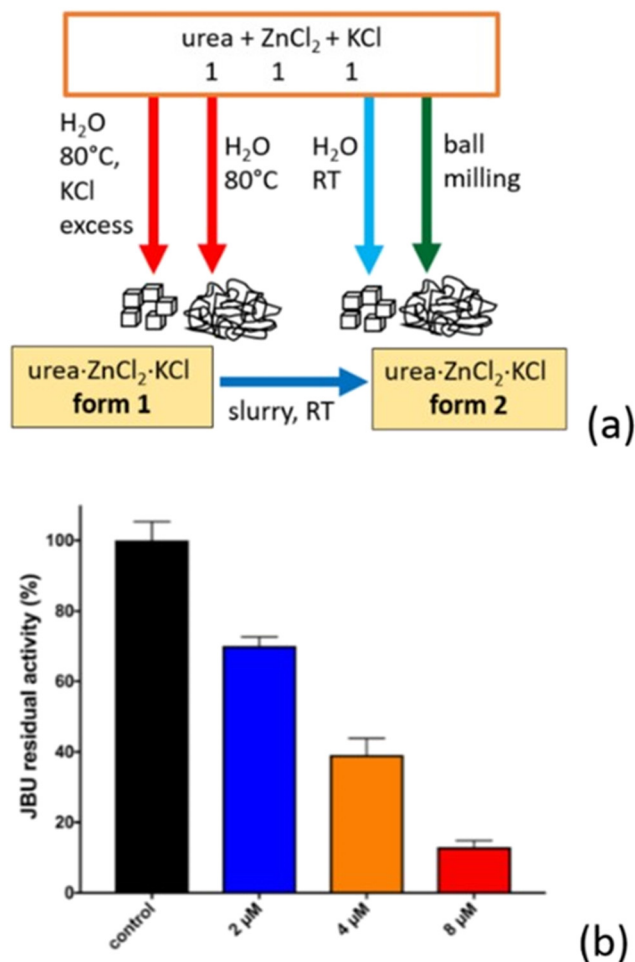 urea + ZnCl₂ + KCl
1 1 1
H₂O
80°C,
KCl
excess
H₂O
80°C
H₂O
RT
ball
milling
urea·ZnCl₂·KCl
form 1
slurry, RT
urea·ZnCl₂·KCl
form 2
(a)
JBU residual activity (%)
100
80
60
40
20
0
control
2 µM
4 µM
8 µM
(b)